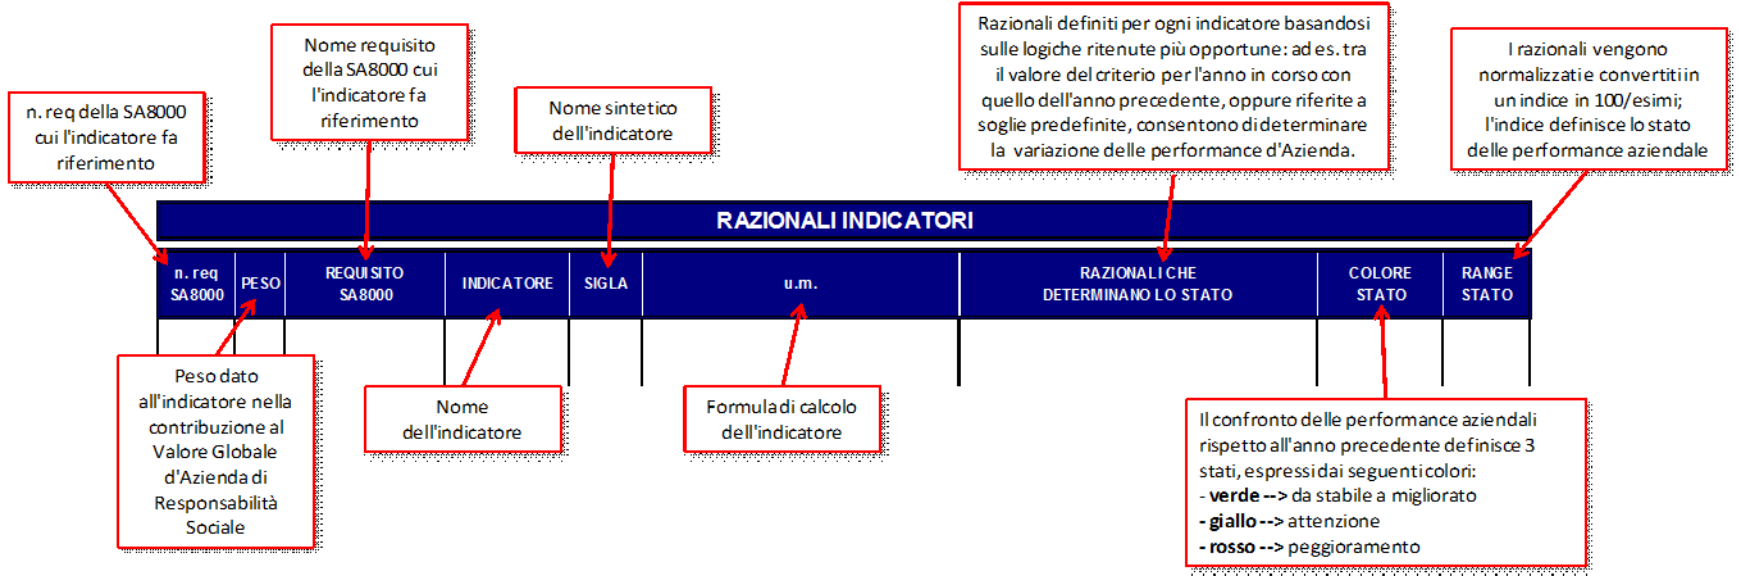 n. req della SA8000
cui l'indicatore fa
riferimento
Nome requisito
della SA8000 cui
l'indicatore fa
riferimento
Nome sintetico
dell'indicatore
Razionali definiti per ogni indicatore basandosi
sulle logiche ritenute più opportune: ad es. tra
il valore del criterio per l'anno in corso con
quello dell'anno precedente, oppure riferite a
soglie predefinite, consentono di determinare
la variazione delle performance d'Azienda.
I razionali vengono
normalizzati e convertiti in
un indice in 100/esimi;
l'indice definisce lo stato
delle performance aziendale
RAZIONALI INDICATORI
n. req
SA8000
PESO
REQUISITO
SA8000
INDICATORE
SIGLA
u.m.
RAZIONALI CHE
DETERMINANO LO STATO
COLORE
STATO
RANGE
STATO
Peso dato
all'indicatore nella
contribuzione al
Valore Globale
d'Azienda di
Responsabilità
Sociale
Nome
dell'indicatore
Formula di calcolo
dell'indicatore
Il confronto delle performance aziendali
rispetto all'anno precedente definisce 3
stati, espressi dai seguenti colori:
- verde --> da stabile a migliorato
- giallo --> attenzione
- rosso --> peggioramento